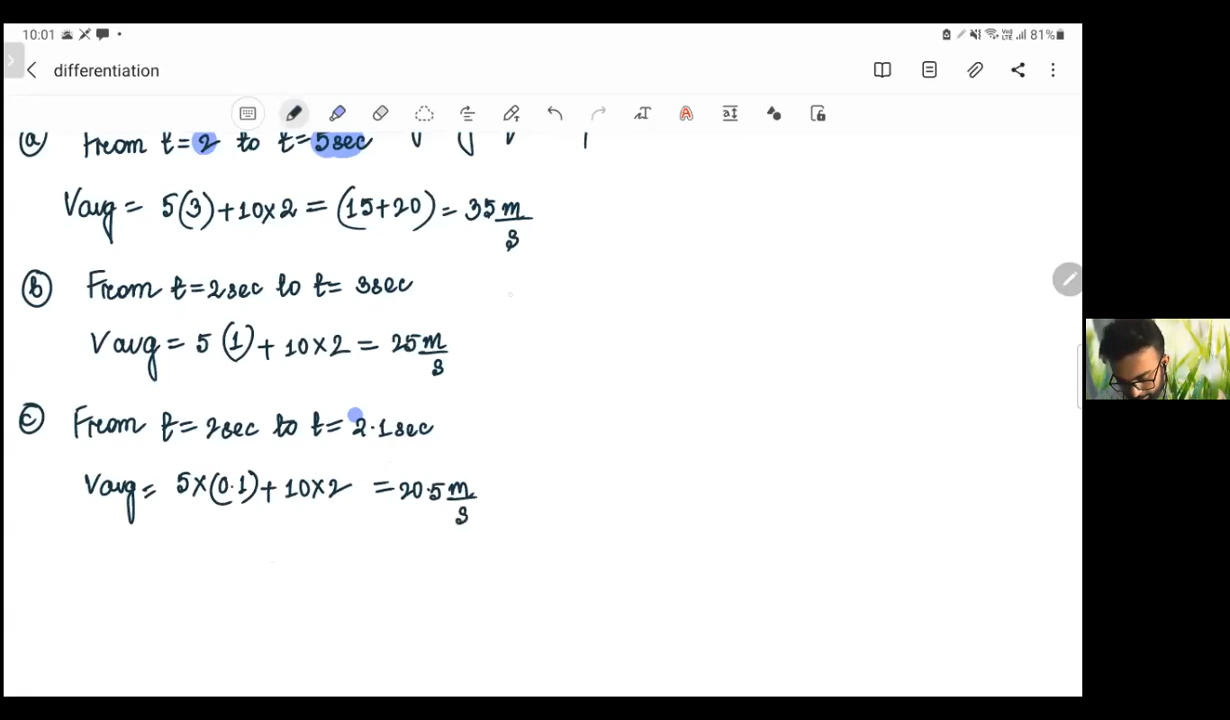 10:01
81%
differentiation
(a) From t=2 to t=5sec
Vavg = 5(3)+10×2 = (15+20) = 35 m/s
(b) From t=2sec to t= 3sec
Vavg = 5 (1)+ 10×2 = 25 m/s
(c) From t=2sec to t= 2.1sec
Vavg = 5×(0.1)+ 10×2 = 20.5 m/s